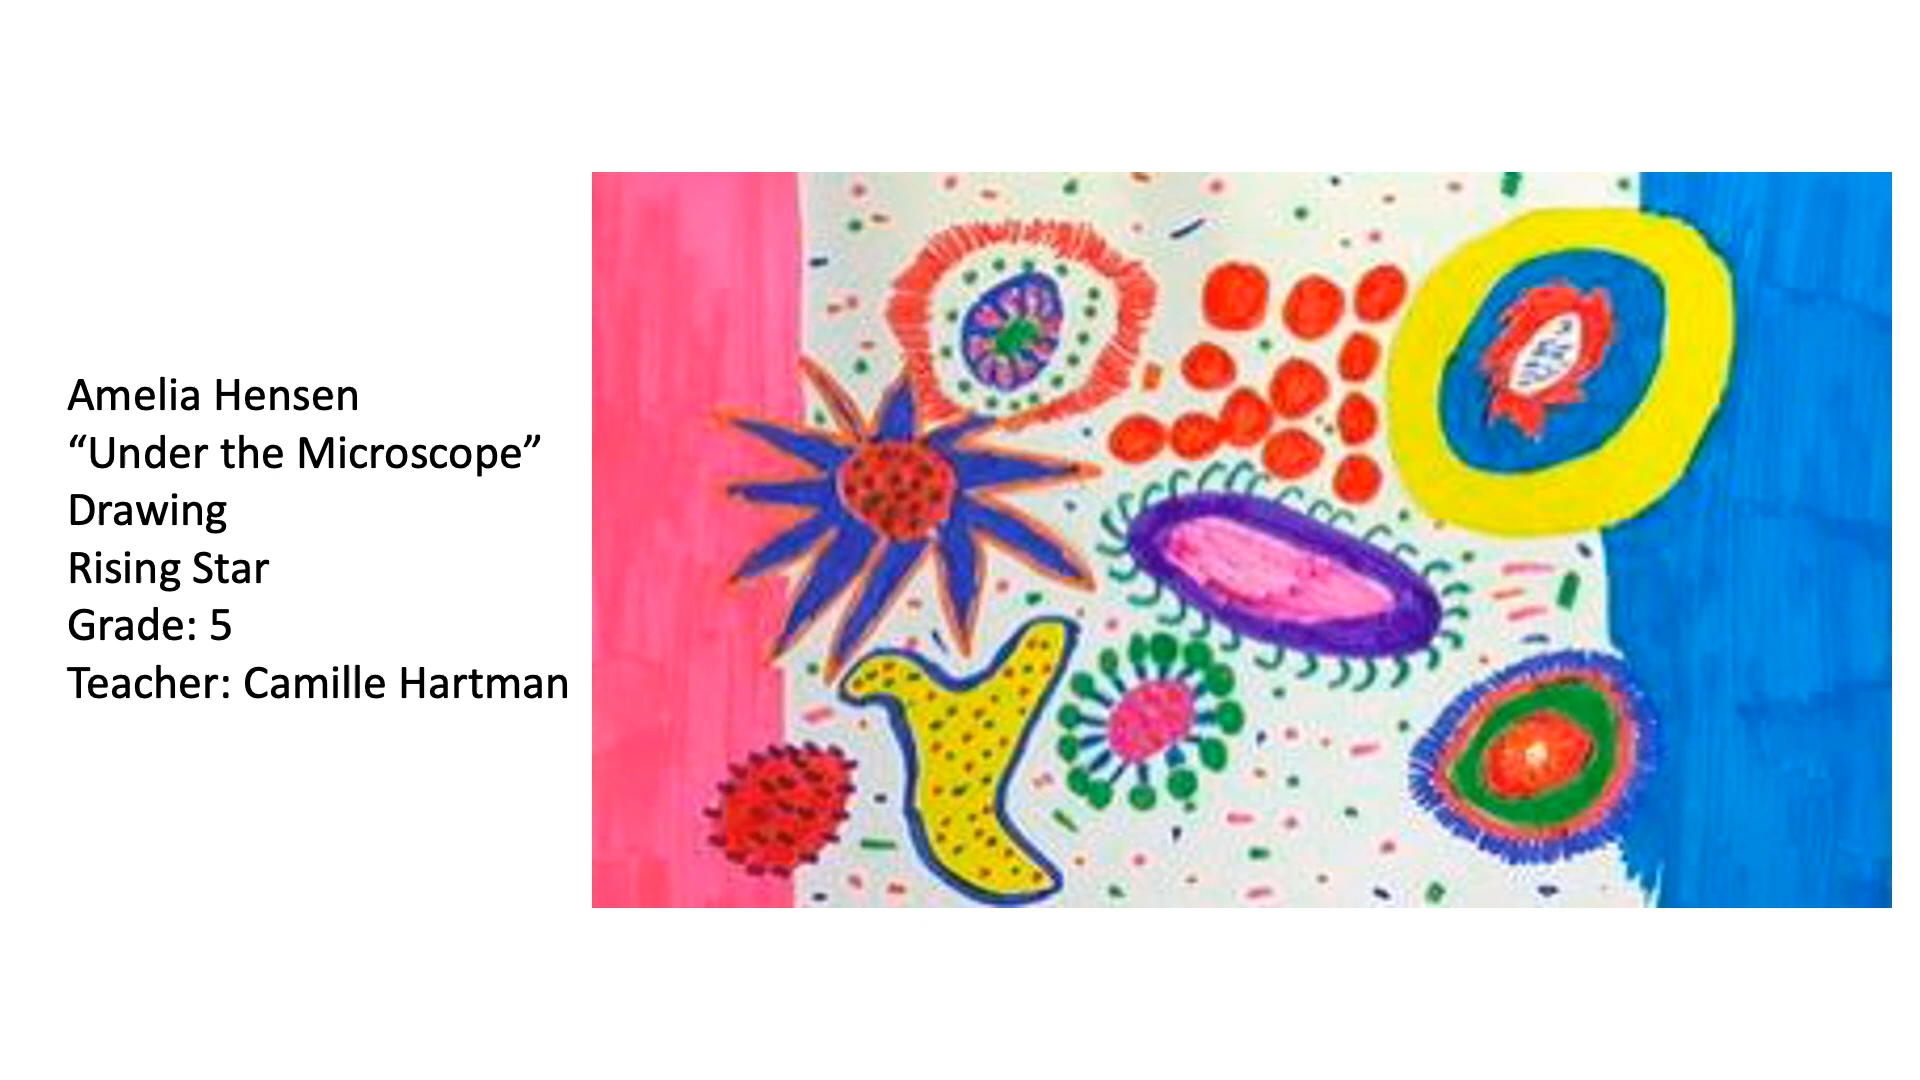 Amelia Hensen
“Under the Microscope”
Drawing
Rising Star
Grade: 5
Teacher: Camille Hartman